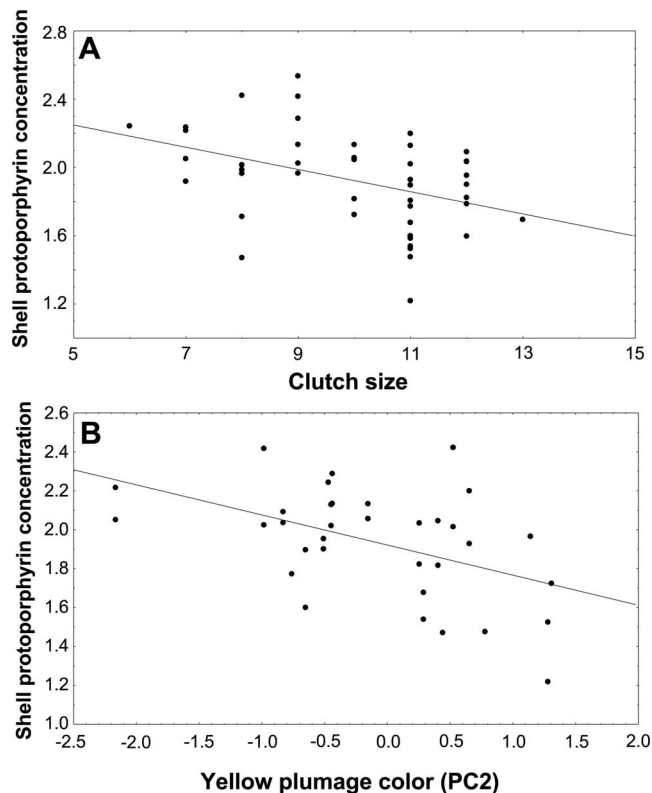 A
Shell protoporphyrin concentration
2.8
2.4
2.0
1.6
1.2
5 7 9 11 13 15
Clutch size
B
Shell protoporphyrin concentration
2.6
2.4
2.2
2.0
1.8
1.6
1.4
1.2
1.0
-2.5 -2.0 -1.5 -1.0 -0.5 0.0 0.5 1.0 1.5 2.0
Yellow plumage color (PC2)